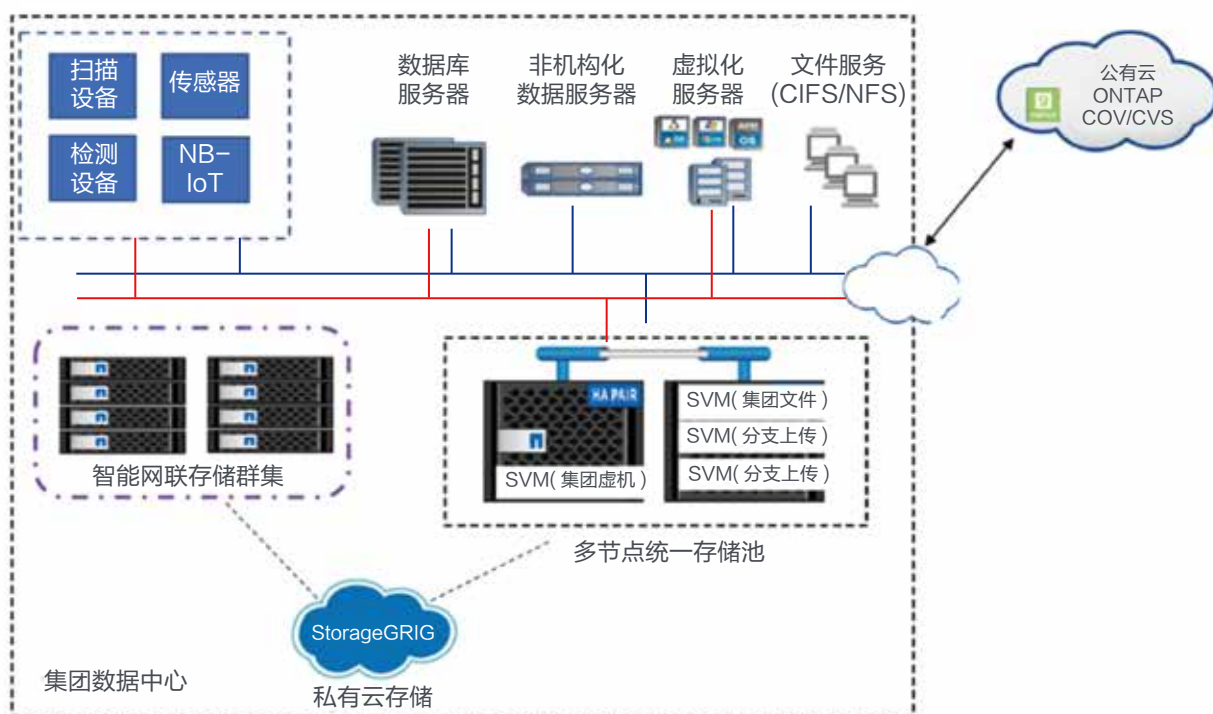 扫描
设备
传感器
检测
设备
NB-
IoT
数据库
服务器
非机构化
数据服务器
虚拟化
服务器
文件服务
(CIFS/NFS)
公有云
ONTAP
COV/CVS
HA PAIR
SVM( 集团文件 )
SVM( 分支上传 )
SVM( 集团虚机 )
SVM( 分支上传 )
智能网联存储群集
多节点统一存储池
StorageGRIG
集团数据中心
私有云存储